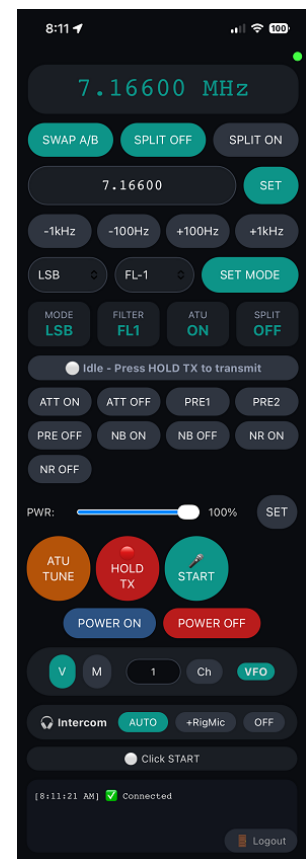 8:11
100
7.16600 MHz
SWAP A/B SPLIT OFF SPLIT ON
7.16600 SET
-1kHz -100Hz +100Hz +1kHz
LSB FL-1 SET MODE
MODE FILTER ATU SPLIT
LSB FL1 ON OFF
Idle - Press HOLD TX to transmit
ATT ON ATT OFF PRE1 PRE2
PRE OFF NB ON NB OFF NR ON
NR OFF
PWR: 100% SET
ATU TUNE
HOLD TX
START
POWER ON POWER OFF
V M 1 Ch VFO
Intercom AUTO +RigMic OFF
Click START
[8:11:21 AM] ✅ Connected
Logout